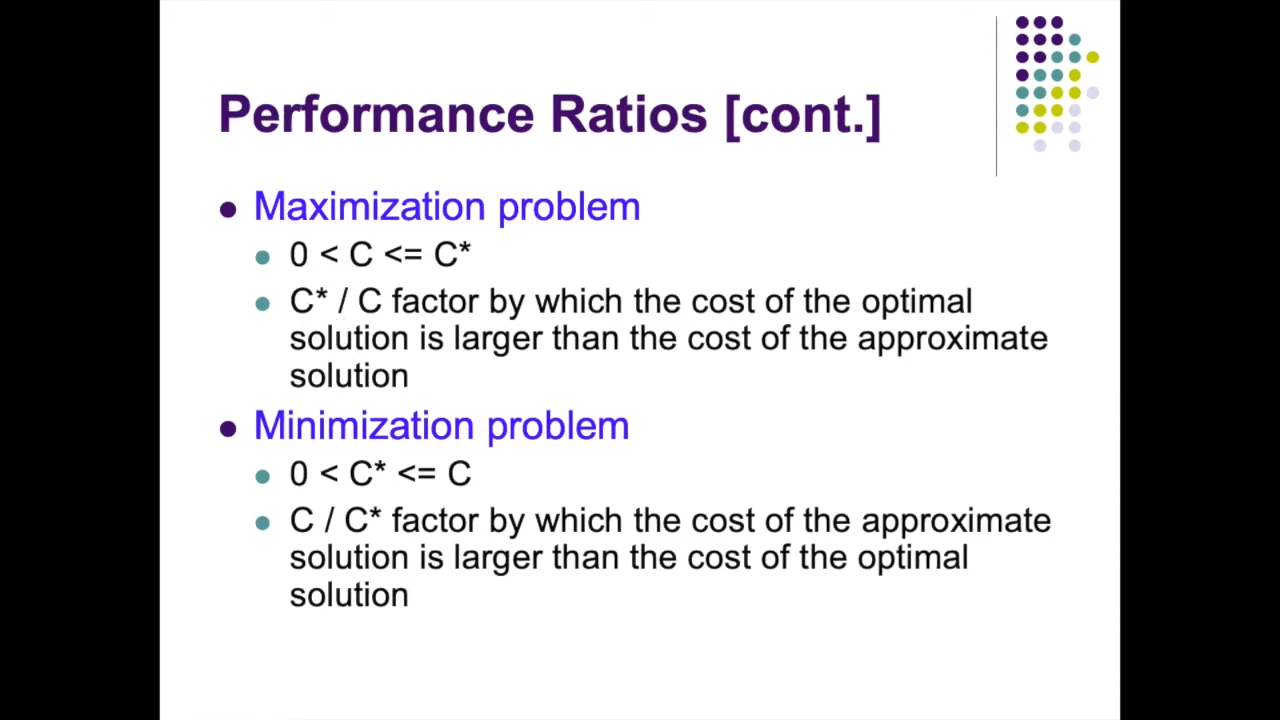 Performance Ratios [cont.]
Maximization problem
0 < C <= C*
C* / C factor by which the cost of the optimal
solution is larger than the cost of the approximate
solution
Minimization problem
0 < C* <= C
C / C* factor by which the cost of the approximate
solution is larger than the cost of the optimal
solution